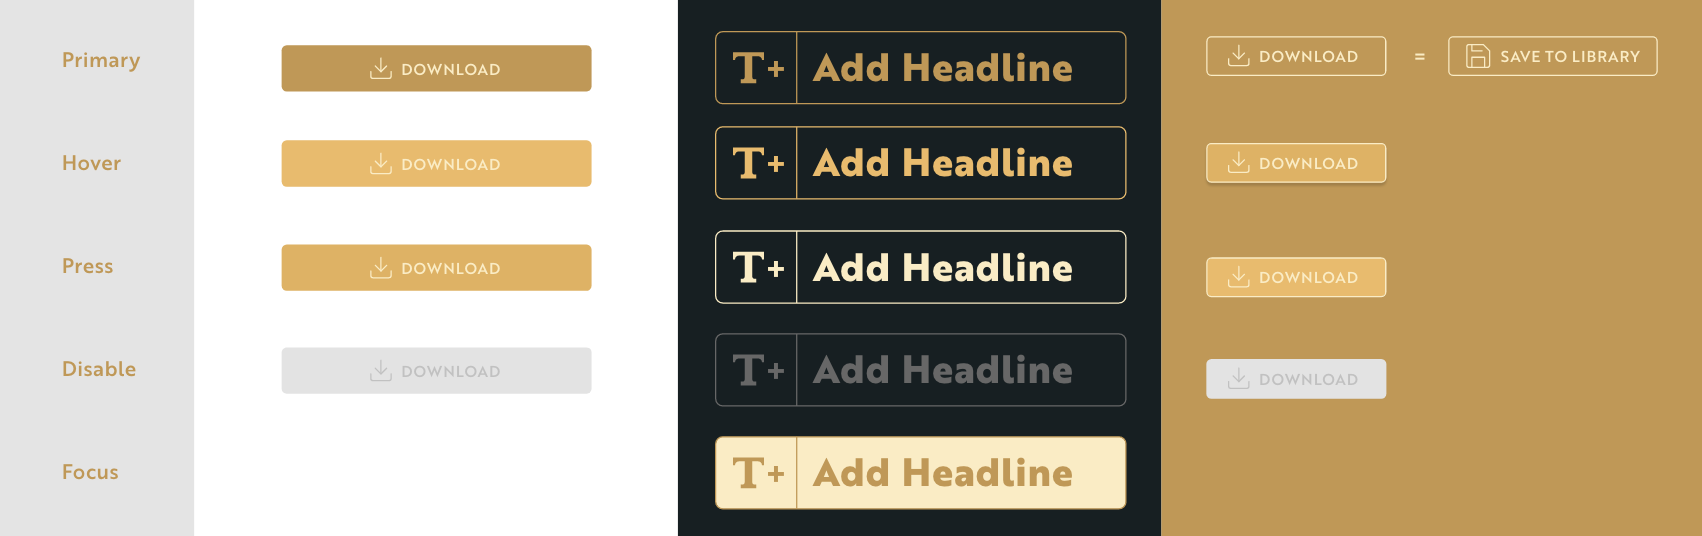 Primary
DOWNLOAD
T+ Add Headline
DOWNLOAD = SAVE TO LIBRARY
Hover
DOWNLOAD
T+ Add Headline
DOWNLOAD
Press
DOWNLOAD
T+ Add Headline
DOWNLOAD
Disable
DOWNLOAD
T+ Add Headline
DOWNLOAD
Focus
T+ Add Headline